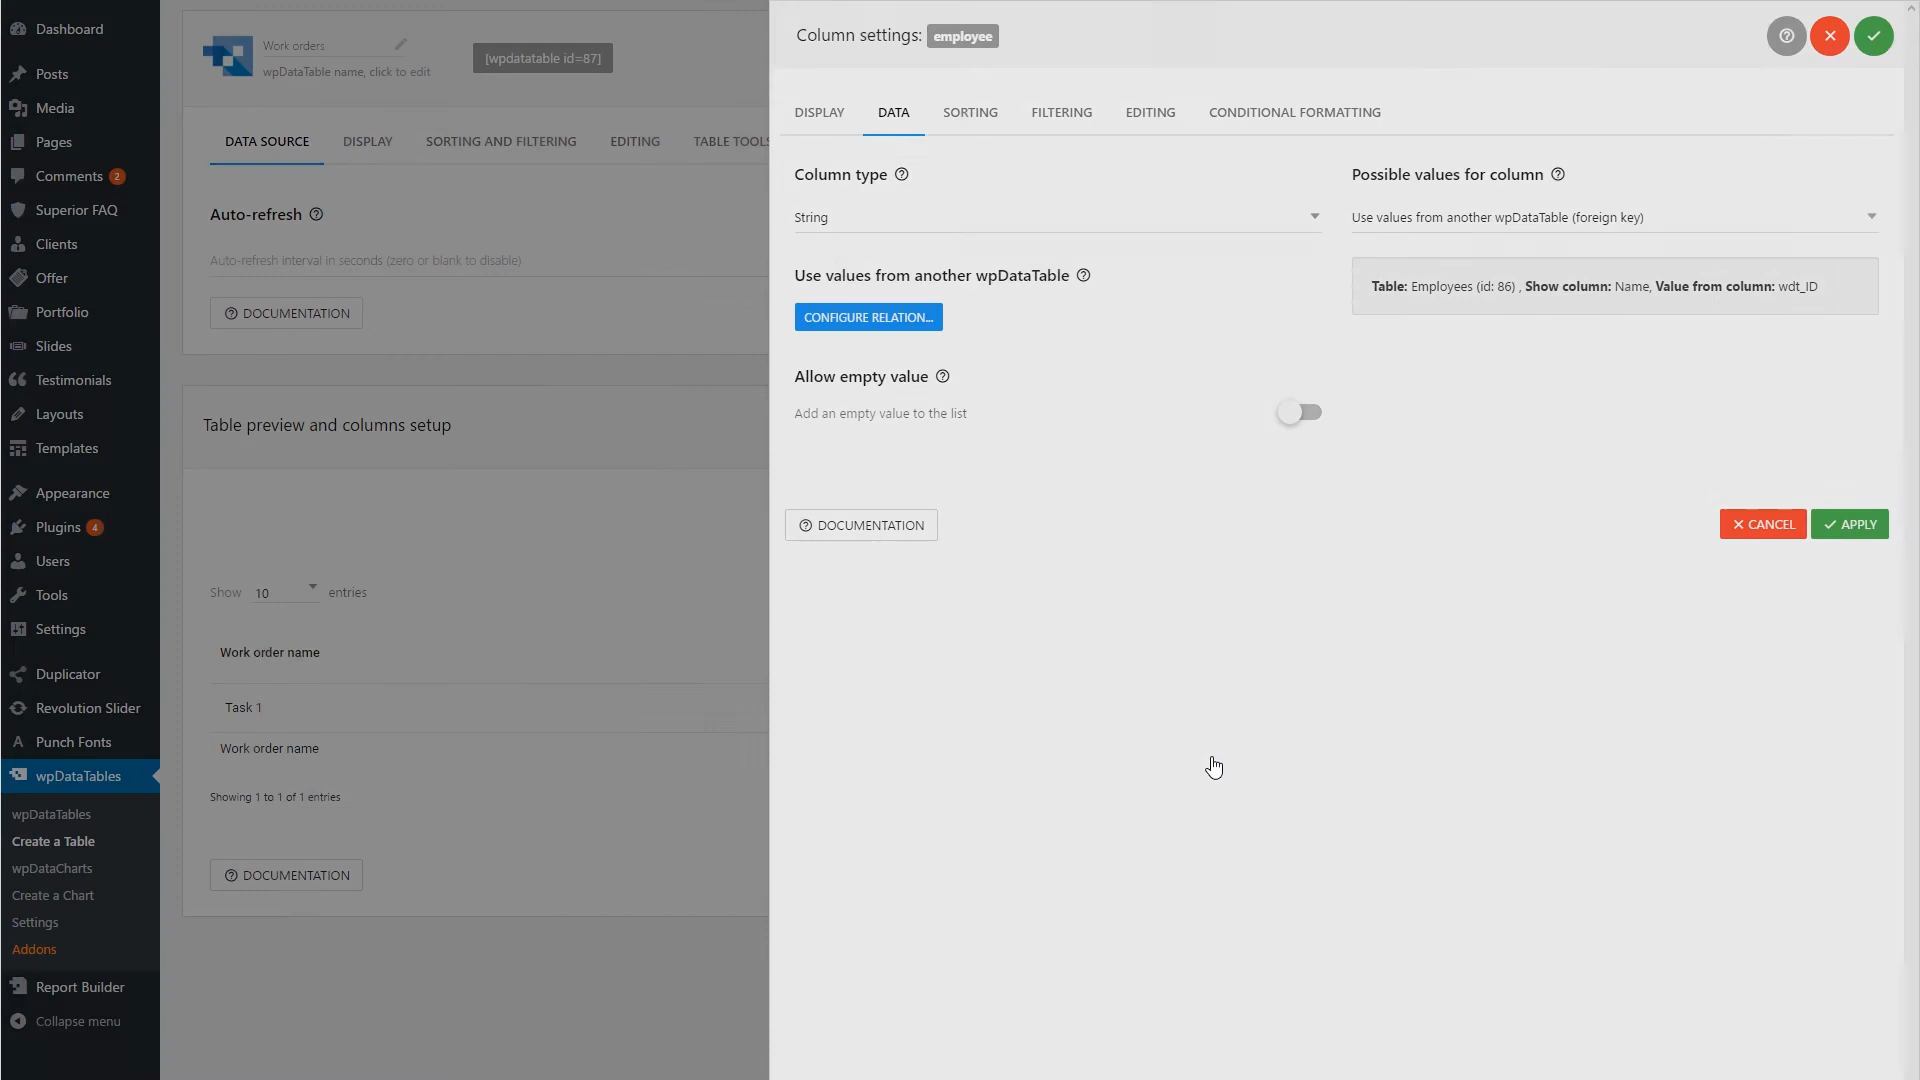 Dashboard
Posts
Media
Pages
Comments 2
Superior FAQ
Clients
Offer
Portfolio
Slides
Testimonials
Layouts
Templates
Appearance
Plugins 4
Users
Tools
Settings
Duplicator
Revolution Slider
Punch Fonts
wpDataTables
wpDataTables
Create a Table
wpDataCharts
Create a Chart
Settings
Addons
Report Builder
Collapse menu
Work orders
wpDataTable name, click to edit
[wpdatatable id=87]
DATA SOURCE DISPLAY SORTING AND FILTERING EDITING TABLE TOOLS
Auto-refresh
Auto-refresh interval in seconds (zero or blank to disable)
DOCUMENTATION
Table preview and columns setup
Show 10 entries
Work order name
Task 1
Work order name
Showing 1 to 1 of 1 entries
DOCUMENTATION
Column settings: employee
DISPLAY DATA SORTING FILTERING EDITING CONDITIONAL FORMATTING
Column type
String
Possible values for column
Use values from another wpDataTable (foreign key)
Use values from another wpDataTable
CONFIGURE RELATION...
Table: Employees (id: 86) , Show column: Name, Value from column: wdt_ID
Allow empty value
Add an empty value to the list
DOCUMENTATION
CANCEL APPLY